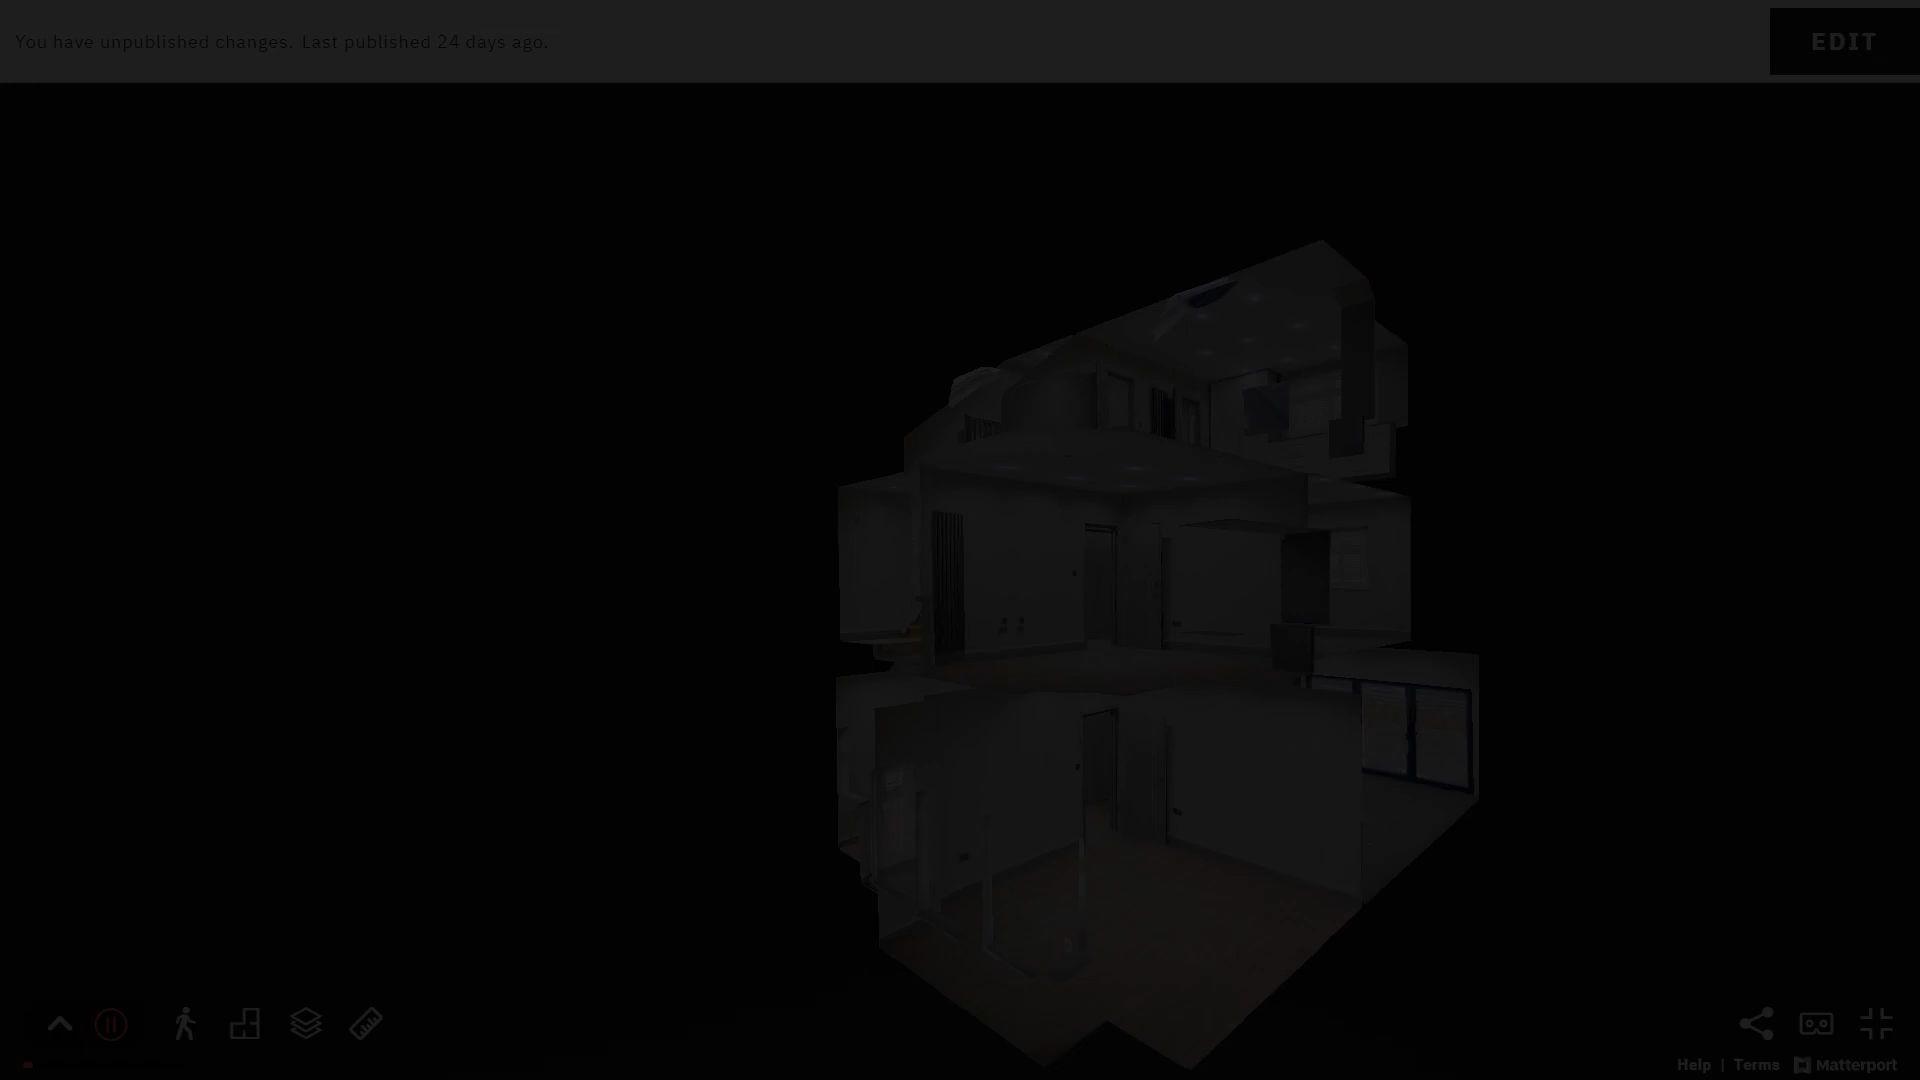 You have unpublished changes. Last published 24 days ago.
EDIT
Help | Terms Matterport